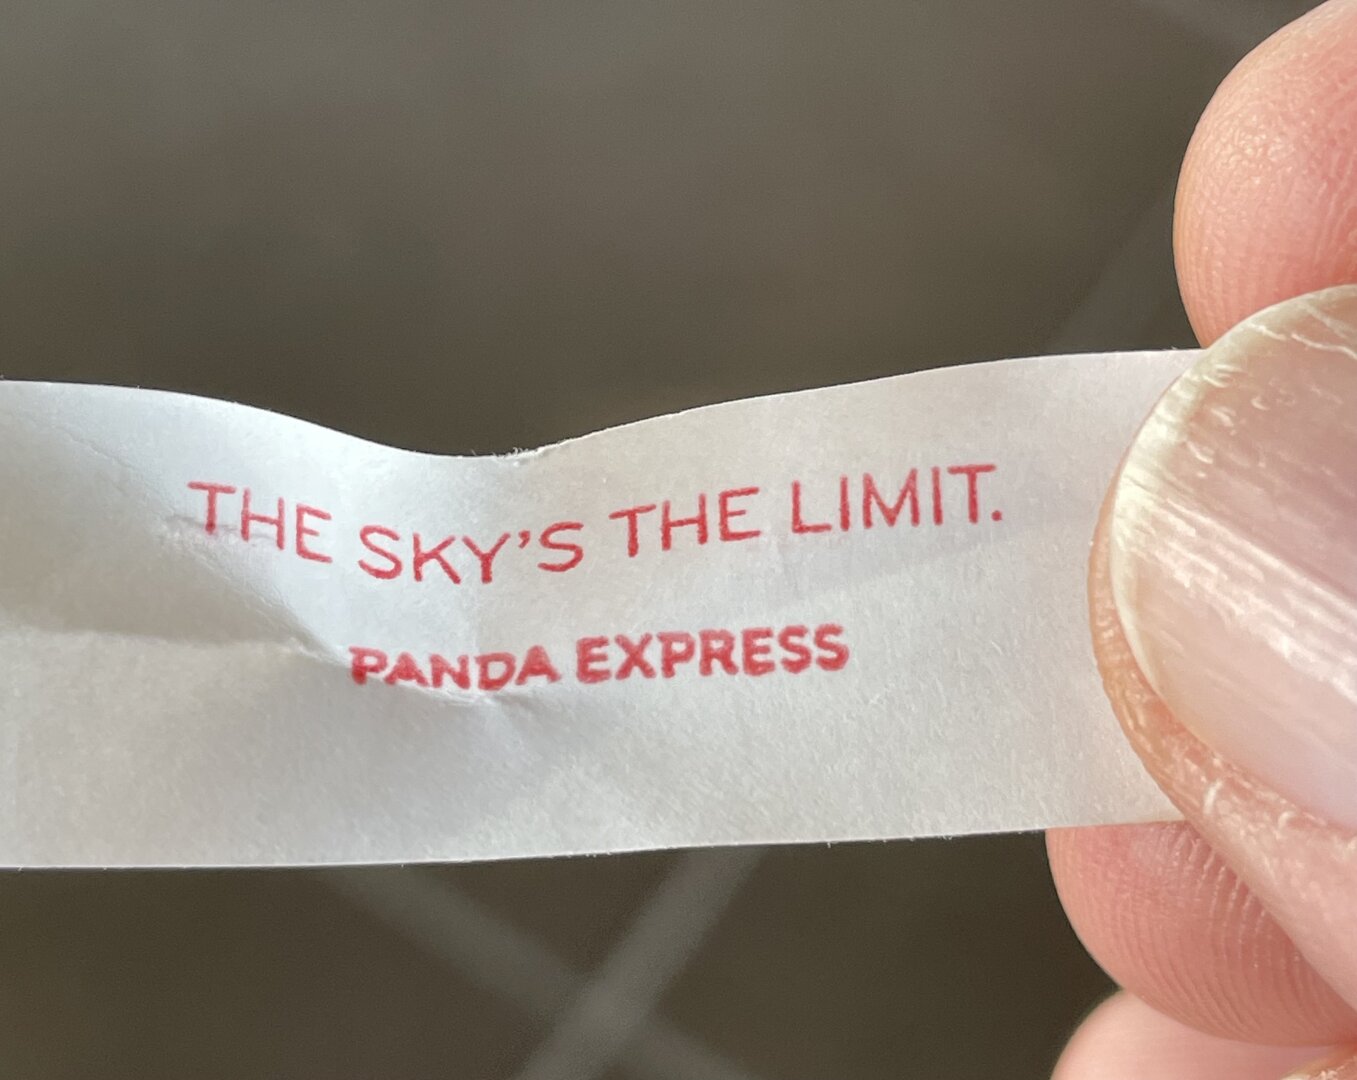 THE SKY’S THE LIMIT.
PANDA EXPRESS